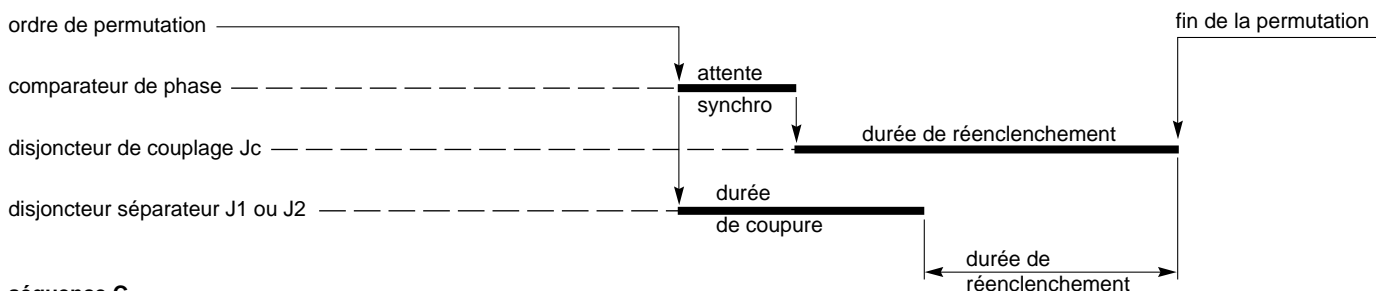 ordre de permutation
fin de la permutation
comparateur de phase
attente
synchro
disjoncteur de couplage Jc
durée de réenclenchement
disjoncteur séparateur J1 ou J2
durée
de coupure
durée de
réenclenchement